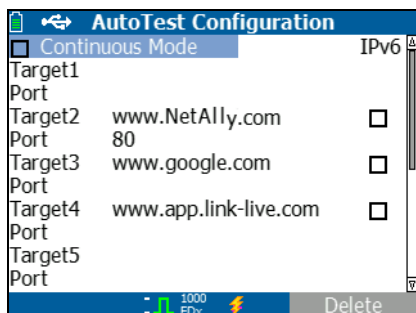 AutoTest Configuration
Continuous Mode IPv6
Target1
Port
Target2 www.NetAlly.com
Port 80
Target3 www.google.com
Port
Target4 www.app.link-live.com
Port
Target5
Port
1000
FDx Delete